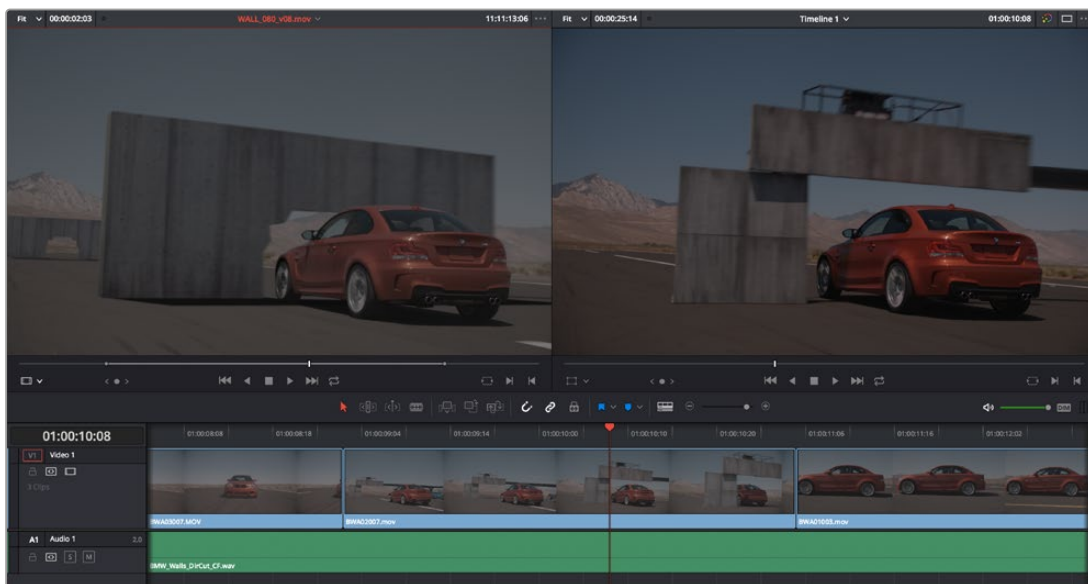 Fit 00:00:02:03 WALL_080_v08.mov 11:11:13:06 Fit 00:00:25:14 Timeline 1 01:00:10:08
DIM
01:00:10:08 01:00:08:08 01:00:08:18 01:00:09:04 01:00:09:14 01:00:10:00 01:00:10:10 01:00:10:20 01:00:11:06 01:00:11:16 01:00:12:02
V1 Video 1
3 Clips
BWA03007.MOV BWA02007.mov BWA01003.mov
A1 Audio 1 2.0
S M
BMW_Walls_DirCut_CF.wav